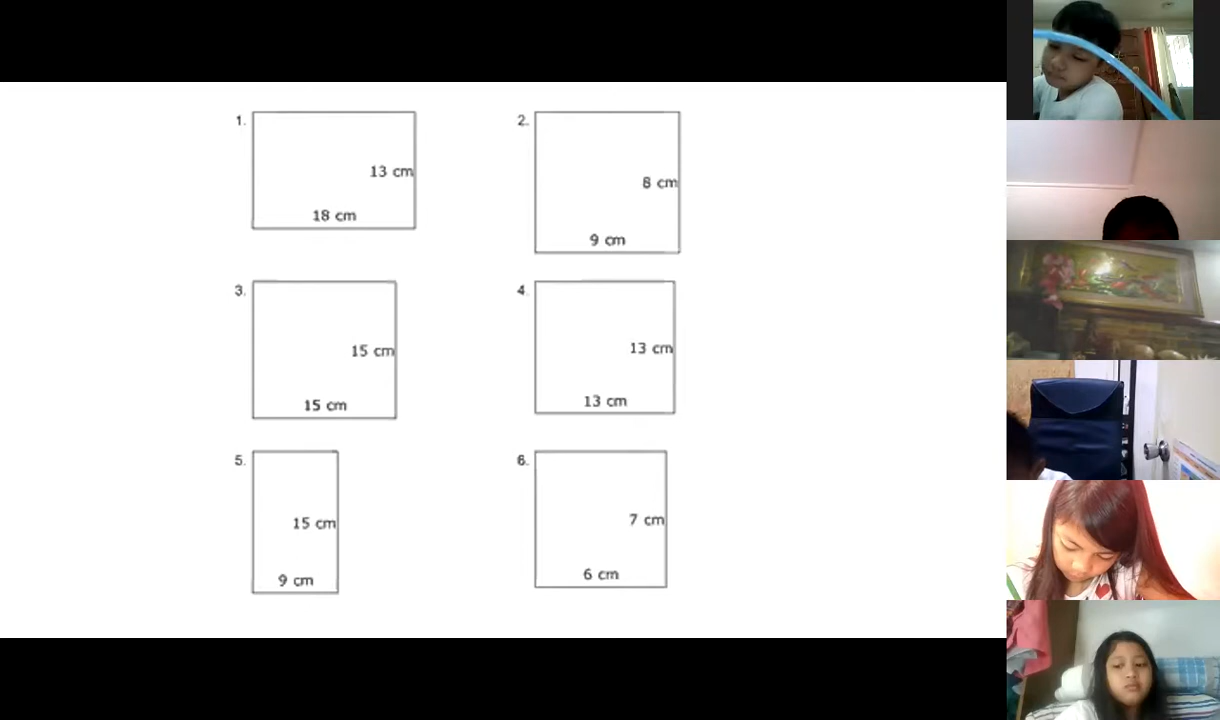 1.
13 cm
18 cm
2.
8 cm
9 cm
3.
15 cm
15 cm
4.
13 cm
13 cm
5.
15 cm
9 cm
6.
7 cm
6 cm